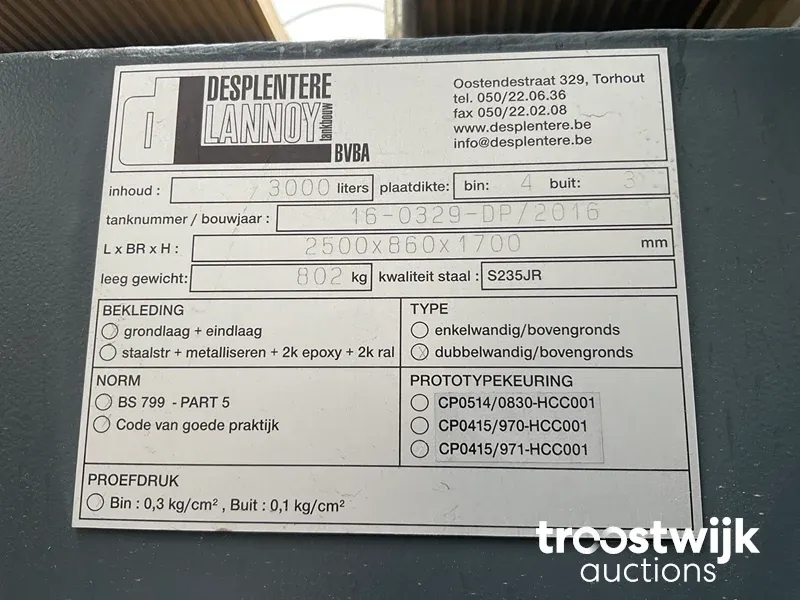 d
DESPLENTERE
LANNOY
tankbouw
BVBA
Oostendestraat 329, Torhout
tel. 050/22.06.36
fax 050/22.02.08
www.desplentere.be
info@desplentere.be
inhoud : 3000 liters plaatdikte: bin: 4 buit: 3
tanknummer / bouwjaar : 16-0329-DP/2016
L x BR x H : 2500x860x1700 mm
leeg gewicht: 802 kg kwaliteit staal : S235JR
BEKLEDING
grondlaag + eindlaag
staalstr + metalliseren + 2k epoxy + 2k ral
TYPE
enkelwandig/bovengronds
dubbelwandig/bovengronds
NORM
BS 799 - PART 5
Code van goede praktijk
PROTOTYPEKEURING
CP0514/0830-HCC001
CP0415/970-HCC001
CP0415/971-HCC001
PROEFDRUK
Bin : 0,3 kg/cm² , Buit : 0,1 kg/cm²
troostwijk
auctions